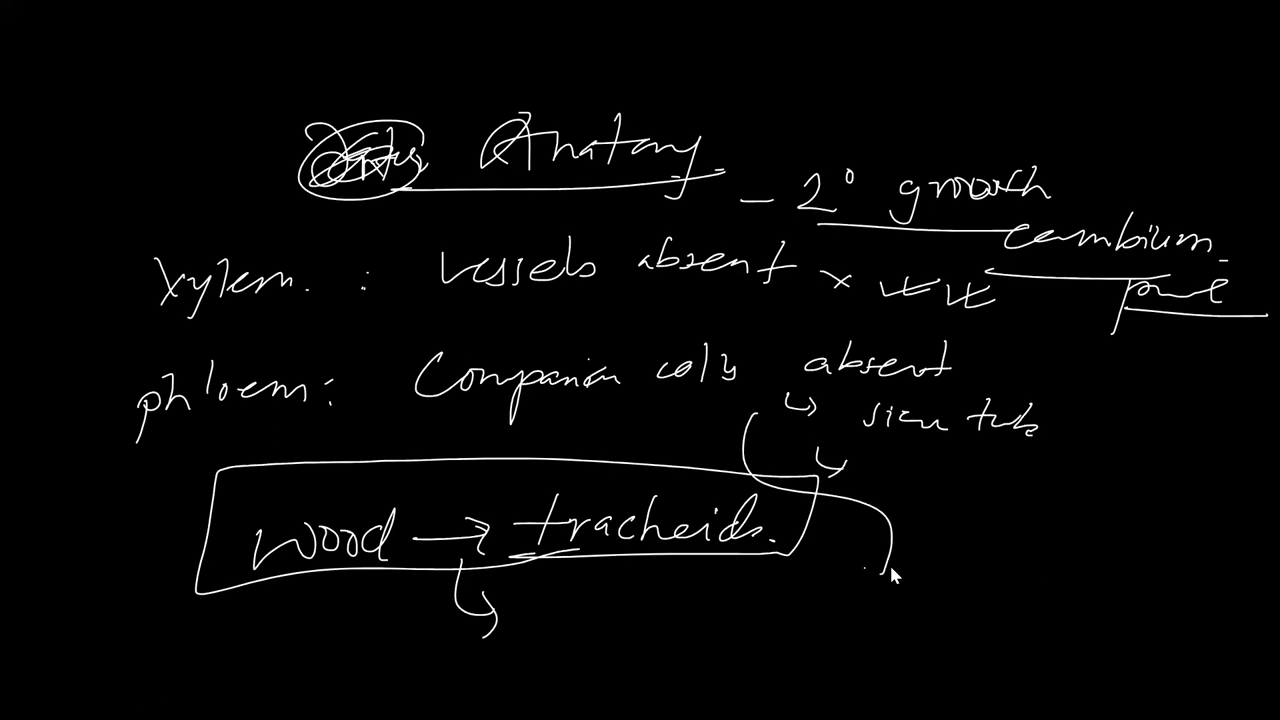 Anatomy
- 2° growth
cambium
Xylem. : vessels absent ×
phloem: Companion cells absent
↳ sieve tube
wood → tracheids.